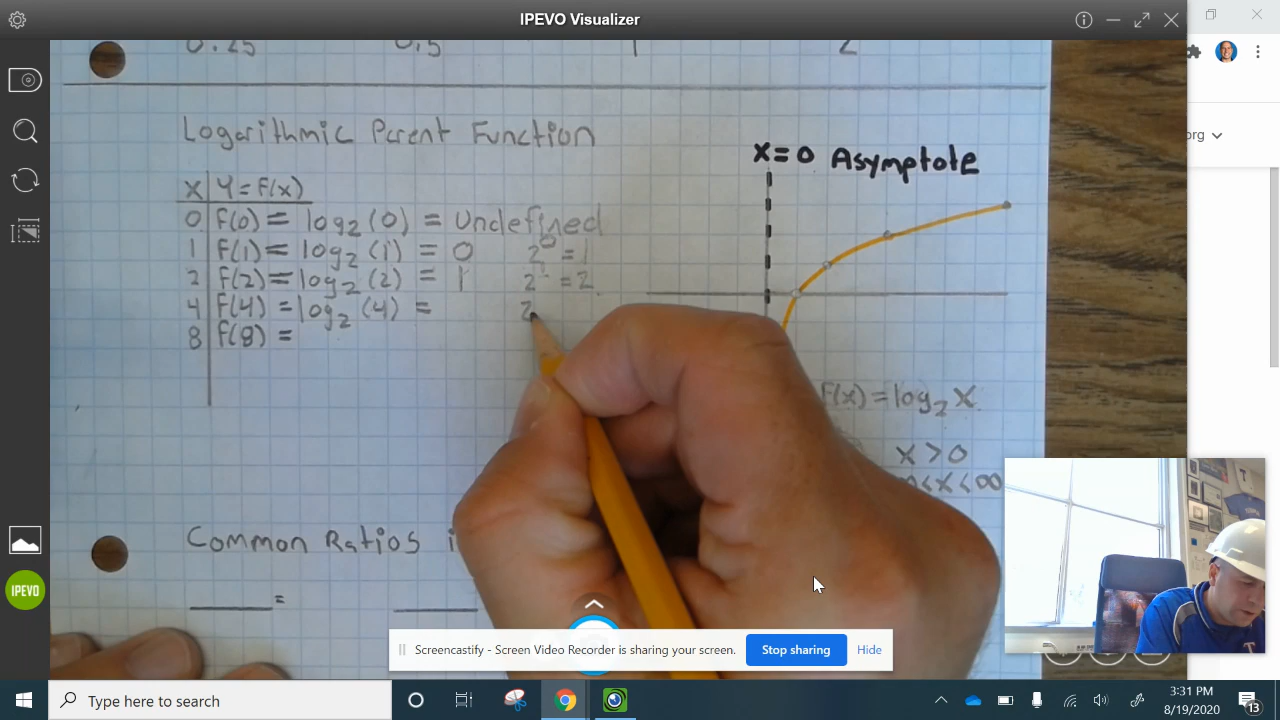 IPEVO Visualizer
0.25 0.5 1 2
org
Logarithmic Parent Function
X=0 Asymptote
X Y=F(x)
0 F(0) = log2(0) = Undefined
1 F(1) = log2(1) = 0 2^0 = 1
2 F(2) = log2(2) = 1 2^1 = 2
4 F(4) = log2(4) = 2
8 F(8) =
F(x) = log2 X
X > 0
<X<∞
Common Ratios
=
IPEVO
Screencastify - Screen Video Recorder is sharing your screen. Stop sharing Hide
Type here to search
3:31 PM
8/19/2020
13